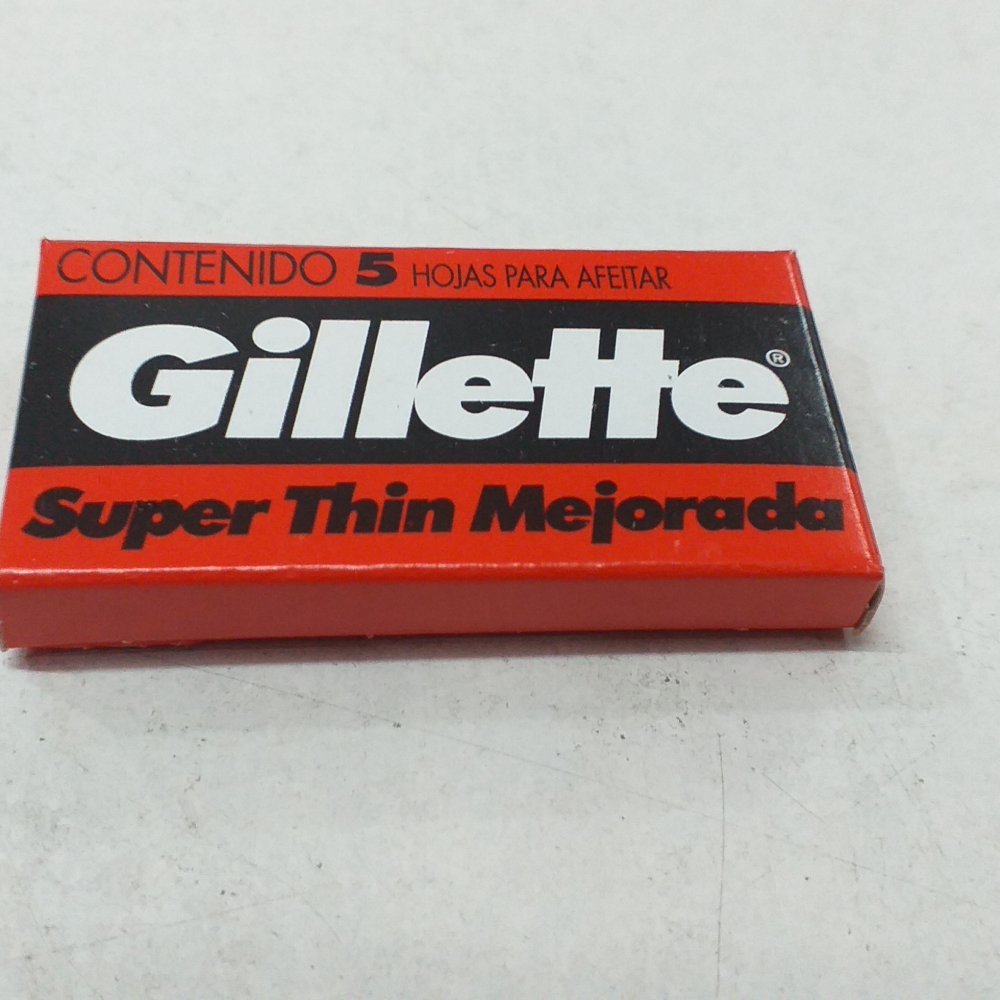 CONTENIDO 5 HOJAS PARA AFEITAR
Gillette®
Super Thin Mejorada